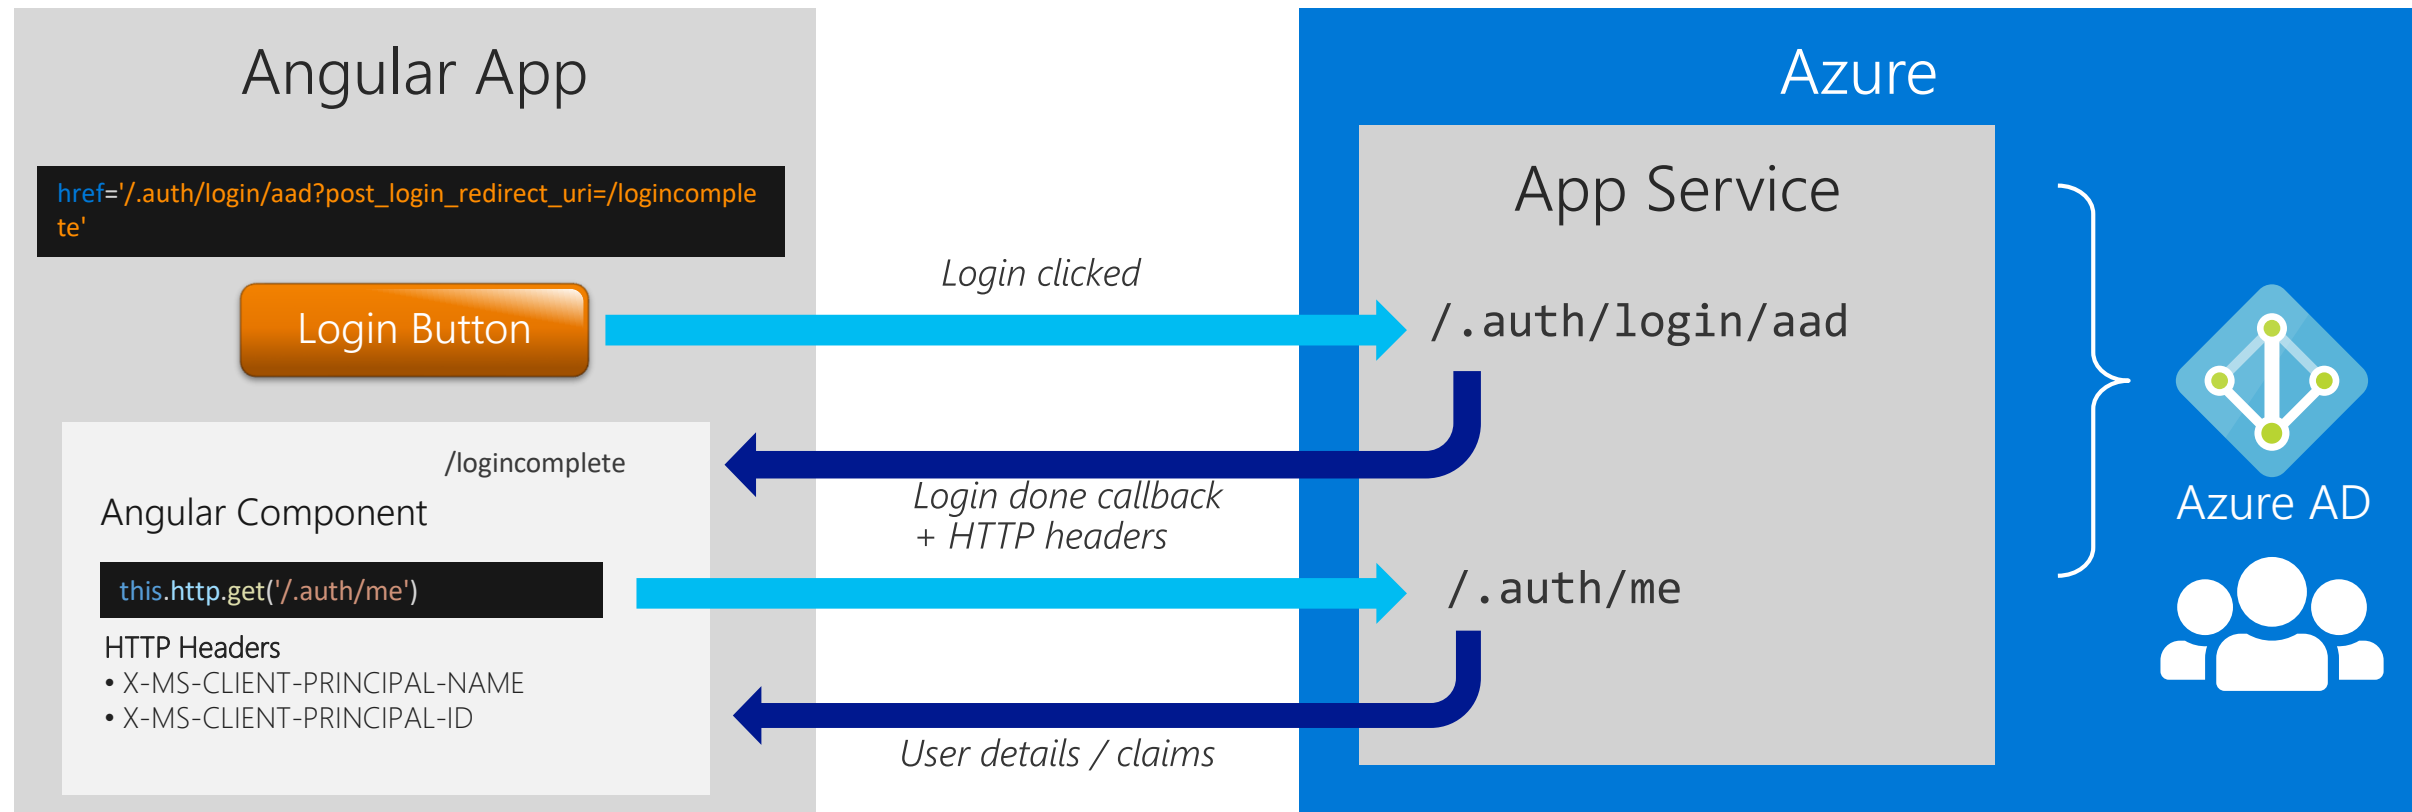 Angular App
href='/.auth/login/aad?post_login_redirect_uri=/logincomple
te'
Login Button
/logincomplete
Angular Component
this.http.get('/.auth/me')
HTTP Headers
• X-MS-CLIENT-PRINCIPAL-NAME
• X-MS-CLIENT-PRINCIPAL-ID
Login clicked
Login done callback
+ HTTP headers
User details / claims
Azure
App Service
/.auth/login/aad
/.auth/me
Azure AD